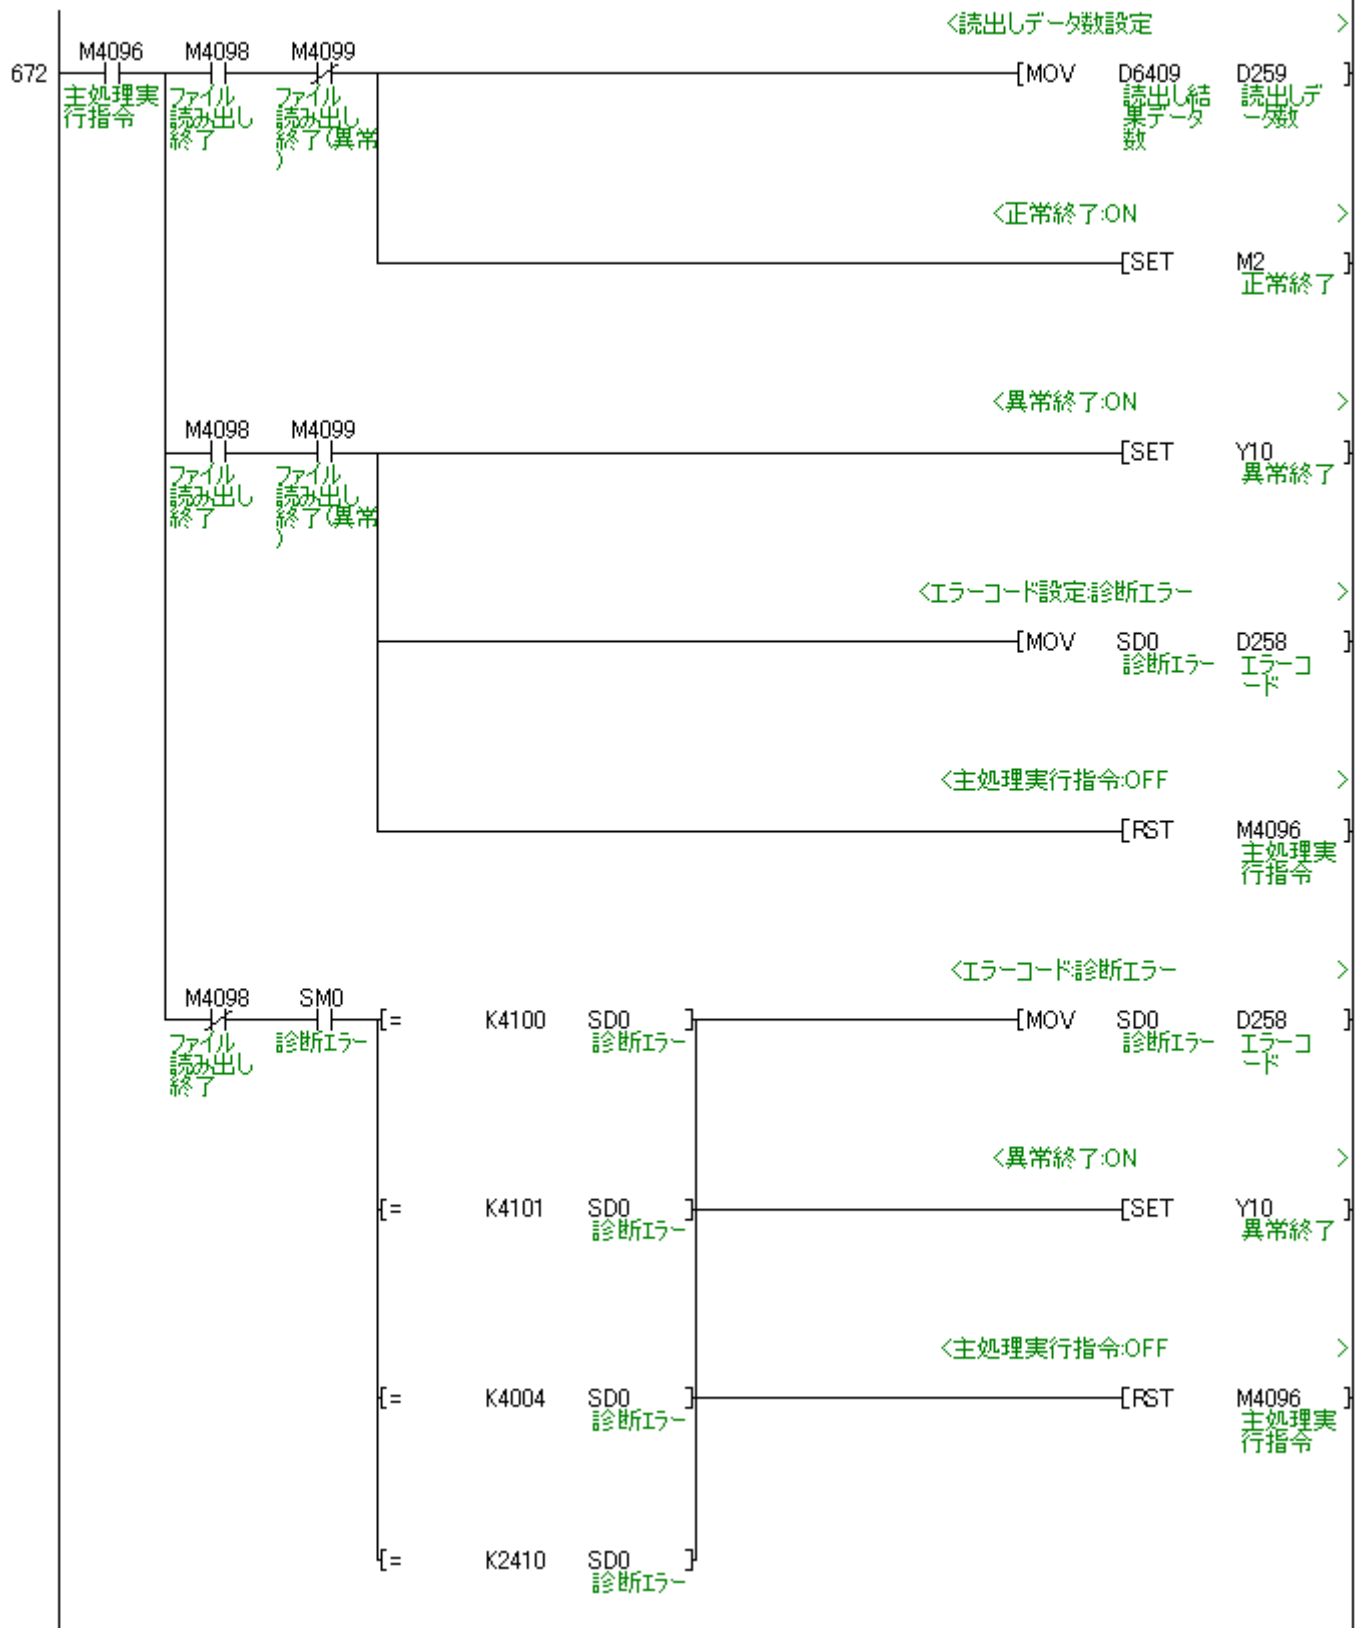 <読出しデータ数設定 >
M4096 M4098 M4099
672 [MOV D6409 D259 ]
主処理実 ファイル ファイル 読出し結 読出しデ
行指令 読み出し 読み出し 果データ ータ数
終了 終了(異常 数
)
<正常終了:ON >
[SET M2 ]
正常終了
<異常終了:ON >
M4098 M4099
[SET Y10 ]
ファイル ファイル 異常終了
読み出し 読み出し
終了 終了(異常
)
<エラーコード設定:診断エラー >
[MOV SD0 D258 ]
診断エラー エラーコ
ード
<主処理実行指令:OFF >
[RST M4096 ]
主処理実
行指令
<エラーコード:診断エラー >
M4098 SM0
[= K4100 SD0 ] [MOV SD0 D258 ]
ファイル 診断エラー 診断エラー 診断エラー エラーコ
読み出し ード
終了
<異常終了:ON >
[= K4101 SD0 ] [SET Y10 ]
診断エラー 異常終了
<主処理実行指令:OFF >
[= K4004 SD0 ] [RST M4096 ]
診断エラー 主処理実
行指令
[= K2410 SD0 ]
診断エラー